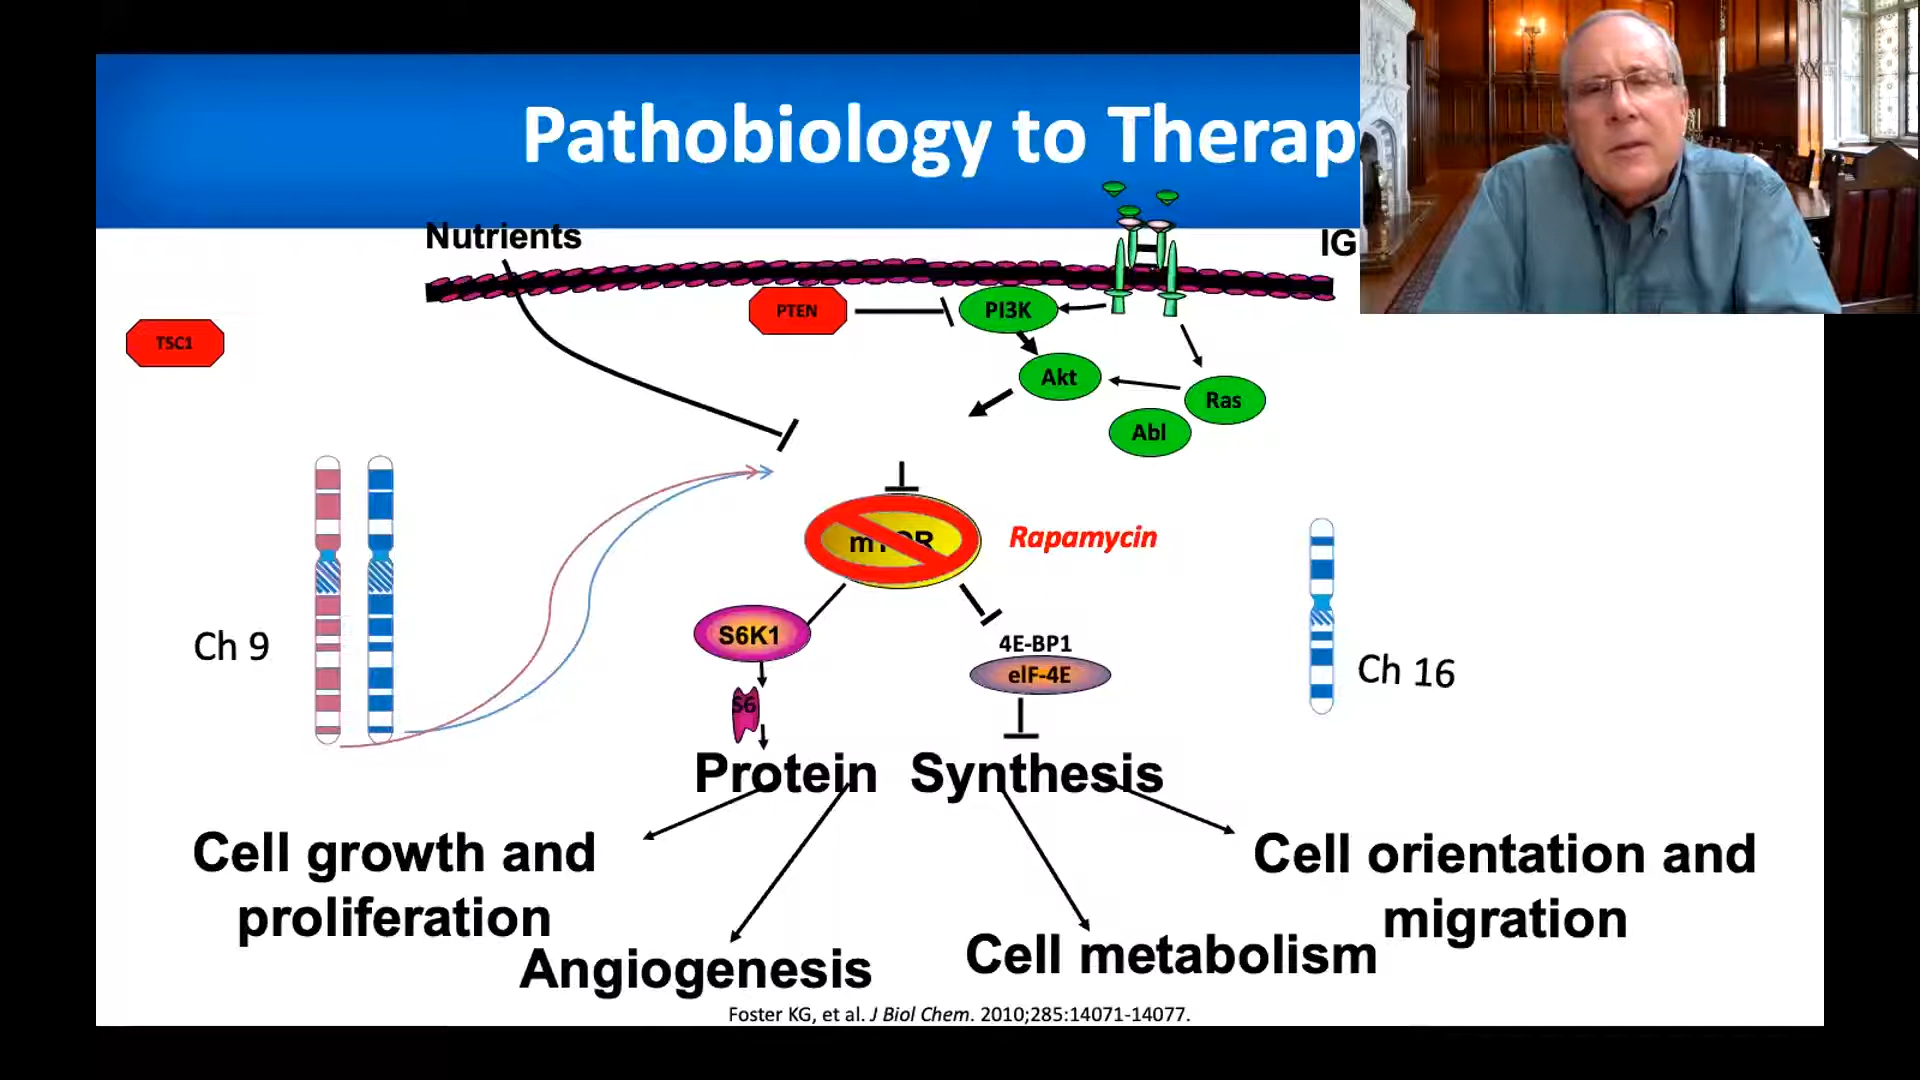 Pathobiology to Therap
Nutrients
IG
PTEN
PI3K
TSC1
Akt
Ras
Abl
mTOR
Rapamycin
S6K1
4E-BP1
eIF-4E
S6
Ch 9
Ch 16
Protein Synthesis
Cell growth and
proliferation
Cell orientation and
migration
Angiogenesis
Cell metabolism
Foster KG, et al. J Biol Chem. 2010;285:14071-14077.